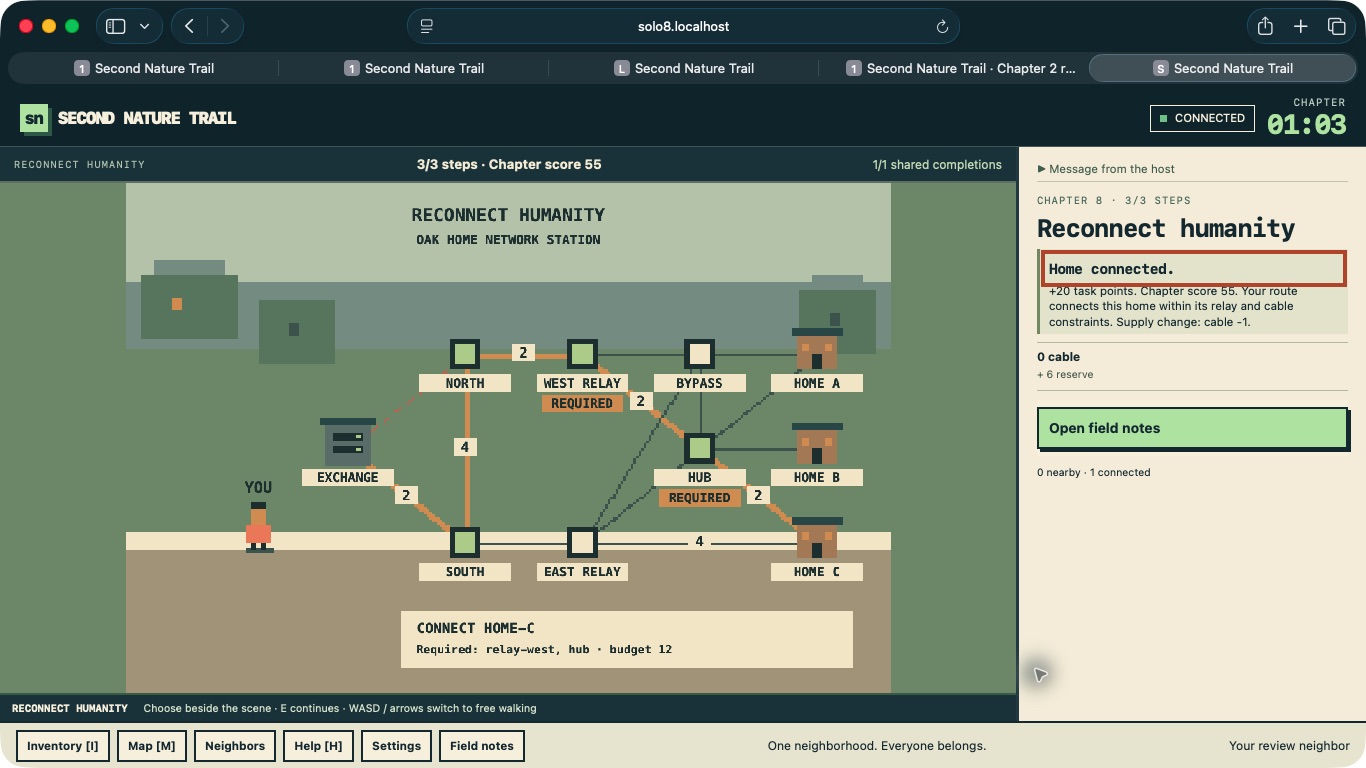 solo8.localhost
1 Second Nature Trail
1 Second Nature Trail
L Second Nature Trail
1 Second Nature Trail · Chapter 2 r...
S Second Nature Trail
sn SECOND NATURE TRAIL
CONNECTED
CHAPTER
01:03
RECONNECT HUMANITY
3/3 steps · Chapter score 55
1/1 shared completions
RECONNECT HUMANITY
OAK HOME NETWORK STATION
2
NORTH
WEST RELAY
BYPASS
HOME A
REQUIRED
2
4
EXCHANGE
HUB
HOME B
YOU
2
REQUIRED
2
4
SOUTH
EAST RELAY
HOME C
CONNECT HOME-C
Required: relay-west, hub · budget 12
RECONNECT HUMANITY
Choose beside the scene · E continues · WASD / arrows switch to free walking
Message from the host
CHAPTER 8 · 3/3 STEPS
Reconnect humanity
Home connected.
+20 task points. Chapter score 55. Your route
connects this home within its relay and cable
constraints. Supply change: cable -1.
0 cable
+ 6 reserve
Open field notes
0 nearby · 1 connected
Inventory [I]
Map [M]
Neighbors
Help [H]
Settings
Field notes
One neighborhood. Everyone belongs.
Your review neighbor